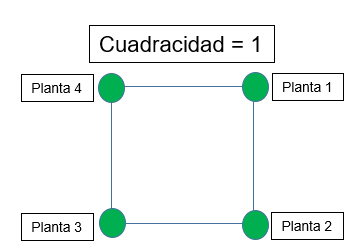 Cuadracidad = 1
Planta 4
Planta 1
Planta 3
Planta 2